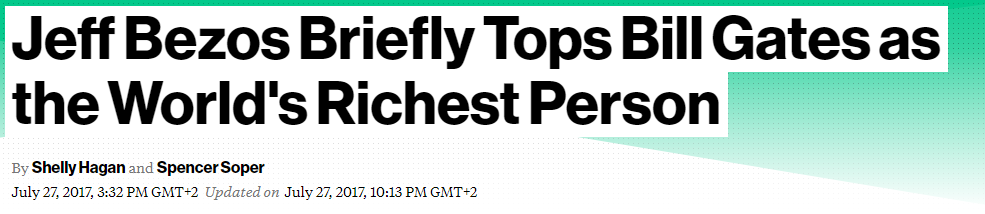 Jeff Bezos Briefly Tops Bill Gates as
the World's Richest Person
By Shelly Hagan and Spencer Soper
July 27, 2017, 3:32 PM GMT+2 Updated on July 27, 2017, 10:13 PM GMT+2